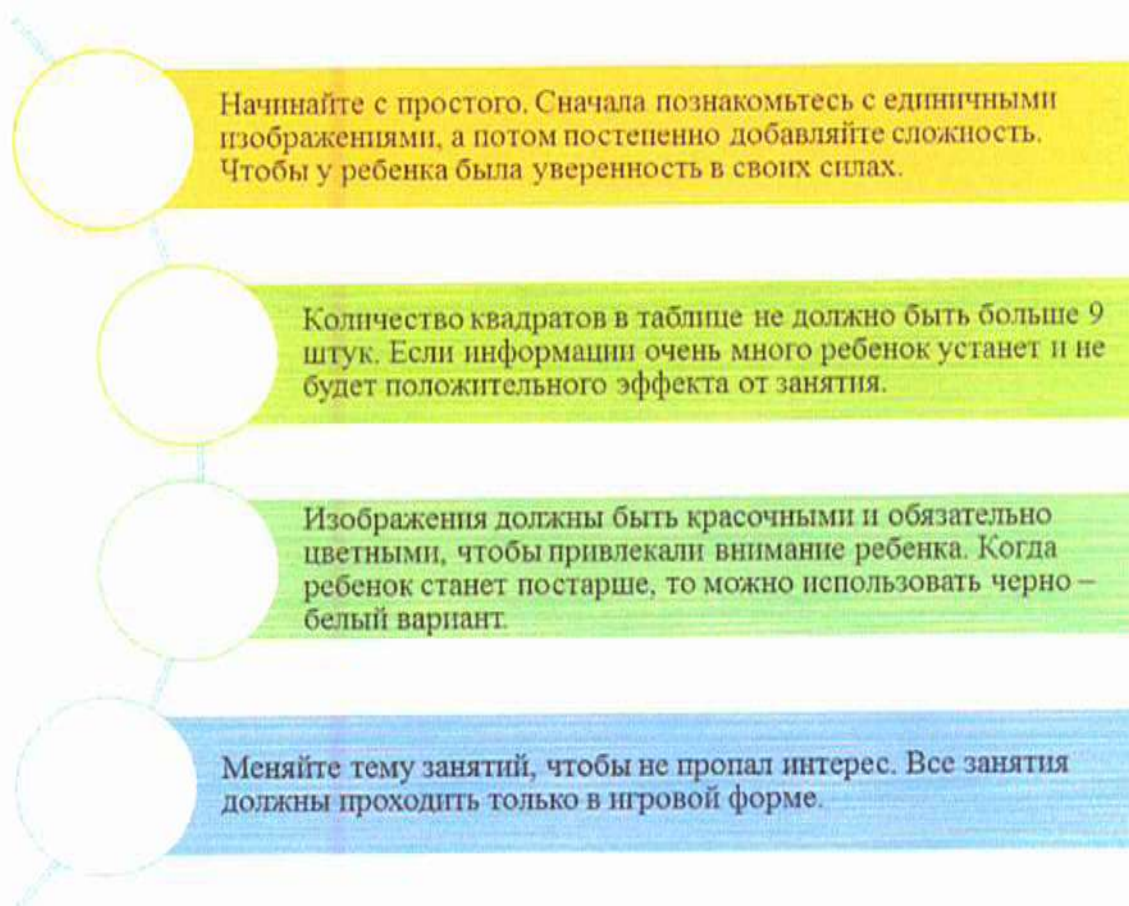 Начинайте с простого. Сначала познакомьтесь с единичными
изображениями, а потом постепенно добавляйте сложность.
Чтобы у ребенка была уверенность в своих силах.
Количество квадратов в таблице не должно быть больше 9
штук. Если информации очень много ребенок устанет и не
будет положительного эффекта от занятия.
Изображения должны быть красочными и обязательно
цветными, чтобы привлекали внимание ребенка. Когда
ребенок станет постарше, то можно использовать черно –
белый вариант.
Меняйте тему занятий, чтобы не пропал интерес. Все занятия
должны проходить только в игровой форме.